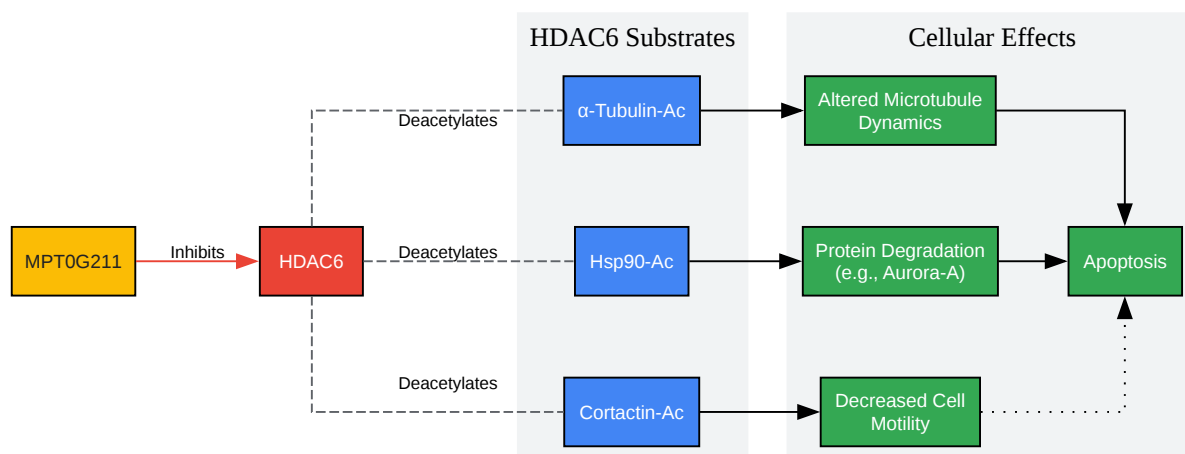 HDAC6 Substrates
Cellular Effects
α-Tubulin-Ac
Altered Microtubule
Dynamics
Deacetylates
MPT0G211
Inhibits
HDAC6
Deacetylates
Hsp90-Ac
Protein Degradation
(e.g., Aurora-A)
Apoptosis
Deacetylates
Cortactin-Ac
Decreased Cell
Motility